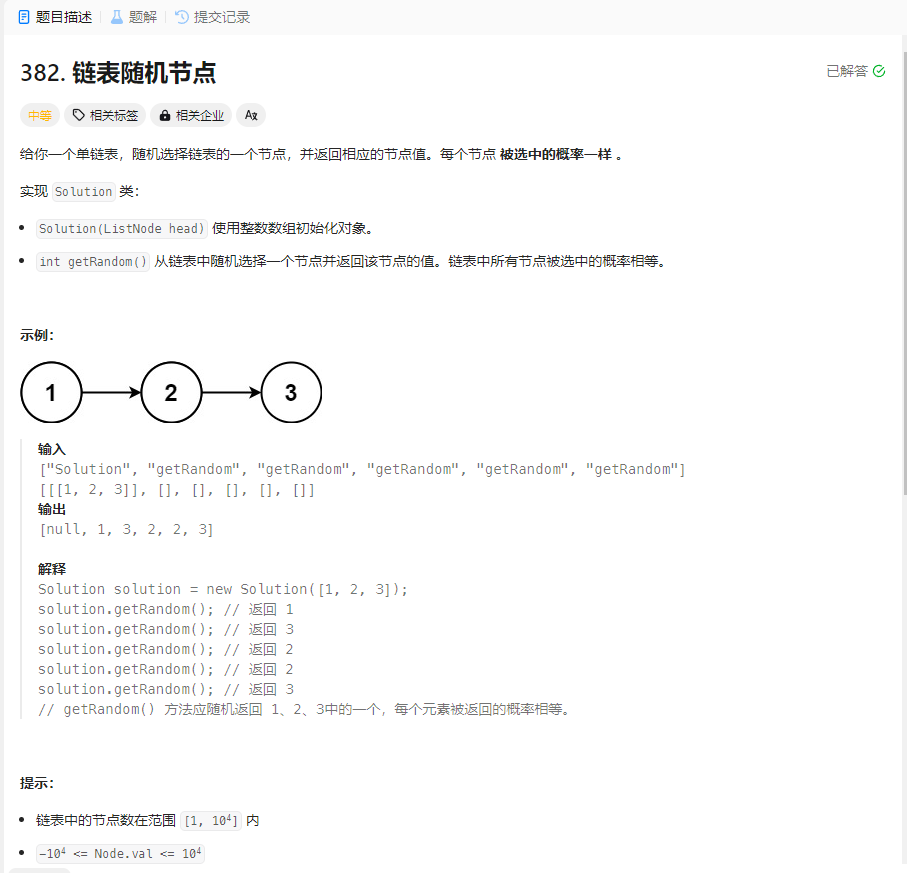 题目描述 题解 提交记录
382. 链表随机节点
已解答
中等 相关标签 相关企业 Az
给你一个单链表，随机选择链表的一个节点，并返回相应的节点值。每个节点 被选中的概率一样 。
实现 Solution 类：
• Solution(ListNode head) 使用整数数组初始化对象。
• int getRandom() 从链表中随机选择一个节点并返回该节点的值。链表中所有节点被选中的概率相等。
示例：
1 2 3
输入
["Solution", "getRandom", "getRandom", "getRandom", "getRandom", "getRandom"]
[[[1, 2, 3]], [], [], [], [], []]
输出
[null, 1, 3, 2, 2, 3]
解释
Solution solution = new Solution([1, 2, 3]);
solution.getRandom(); // 返回 1
solution.getRandom(); // 返回 3
solution.getRandom(); // 返回 2
solution.getRandom(); // 返回 2
solution.getRandom(); // 返回 3
// getRandom() 方法应随机返回 1、2、3中的一个，每个元素被返回的概率相等。
提示：
• 链表中的节点数在范围 [1, 10⁴] 内
• -10⁴ <= Node.val <= 10⁴